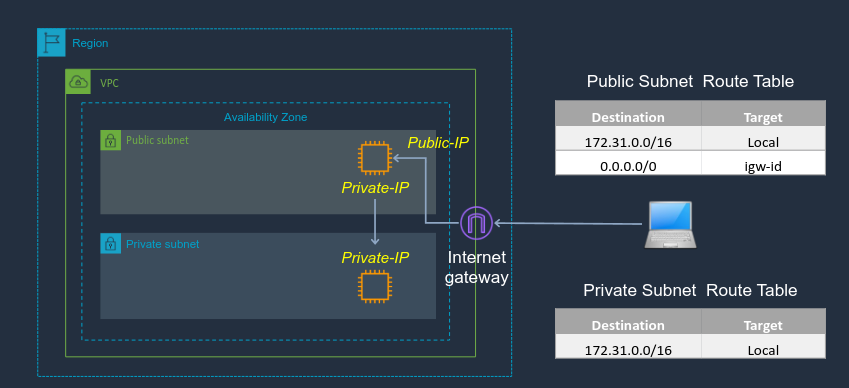 Region
VPC
Availability Zone
Public subnet
Public-IP
Private-IP
Private subnet
Private-IP
Internet
gateway
Public Subnet Route Table
Destination Target
172.31.0.0/16 Local
0.0.0.0/0 igw-id
Private Subnet Route Table
Destination Target
172.31.0.0/16 Local